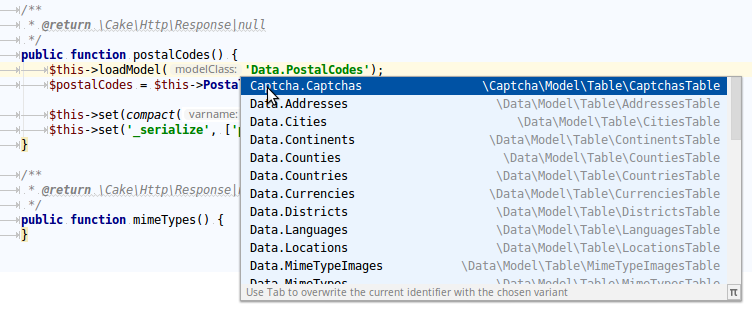 /**
* @return \Cake\Http\Response|null
*/
public function postalCodes() {
$this->loadModel( modelClass: 'Data.PostalCodes');
$postalCodes = $this->Posta
Captcha.Captchas \Captcha\Model\Table\CaptchasTable
Data.Addresses \Data\Model\Table\AddressesTable
$this->set(compact( varname:
Data.Cities \Data\Model\Table\CitiesTable
$this->set('_serialize', ['p
Data.Continents \Data\Model\Table\ContinentsTable
}
Data.Counties \Data\Model\Table\CountiesTable
/**
Data.Countries \Data\Model\Table\CountriesTable
* @return \Cake\Http\Response|
Data.Currencies \Data\Model\Table\CurrenciesTable
*/
Data.Districts \Data\Model\Table\DistrictsTable
public function mimeTypes() {
Data.Languages \Data\Model\Table\LanguagesTable
}
Data.Locations \Data\Model\Table\LocationsTable
Data.MimeTypeImages \Data\Model\Table\MimeTypeImagesTable
Data.MimeTypes \Data\Model\Table\MimeTypesTable
Use Tab to overwrite the current identifier with the chosen variant π